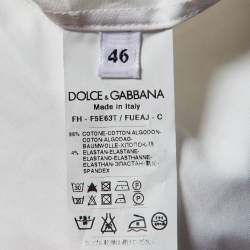 46
DOLCE & GABBANA
Made in Italy
FH - F5E63T / FUEAJ - C
96% COTONE-COTTON-ALGODON-
COTON-ALGODAO-
BAUMWOLLE-ХЛОПОК-棉
4% ELASTAN-ELASTANE-
ELASTHANNE-ELASTANO-
ELASTHAN-ЭЛАСТАН-
SPANDEX